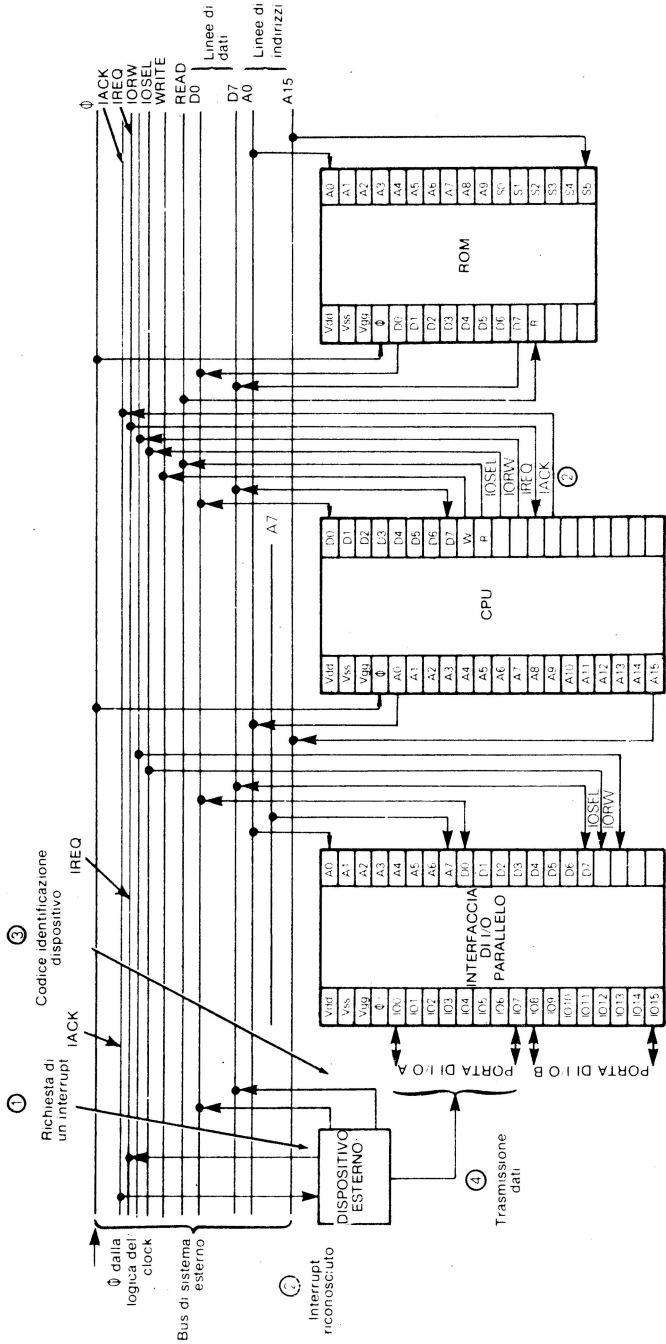 ① Richiesta di
un interrupt
IACK
③ Codice identificazione
dispositivo
IREQ
Φ
IACK
IREQ
IORW
IOSEL
WRITE
READ
D0
Linee di
dati
D7
A0
Linee di
indirizzi
A15
Φ dalla
logica del
clock
Bus di sistema
esterno
A7
② Interrupt
riconosciuto
DISPOSITIVO
ESTERNO
④ Trasmissione
dati
PORTA DI I/O A
PORTA DI I/O B
Vdd
Vss
Vgg
Φ
IO0
IO1
IO2
IO3
IO4
IO5
IO6
IO7
IO8
IO9
IO10
IO11
IO12
IO13
IO14
IO15
INTERFACCIA
DI I/O
PARALLELO
A0
A1
A2
A3
A4
A5
A6
A7
D0
D1
D2
D3
D4
D5
D6
D7
IOSEL
IORW
Vdd
Vss
Vgg
Φ
A0
A1
A2
A3
A4
A5
A6
A7
A8
A9
A10
A11
A12
A13
A14
A15
CPU
D0
D1
D2
D3
D4
D5
D6
D7
W
R
IOSEL
IORW
IREQ
IACK
②
Vdd
Vss
Vgg
Φ
D0
D1
D2
D3
D4
D5
D6
D7
R
ROM
A0
A1
A2
A3
A4
A5
A6
A7
A8
A9
S0
S1
S2
S3
S4
S5